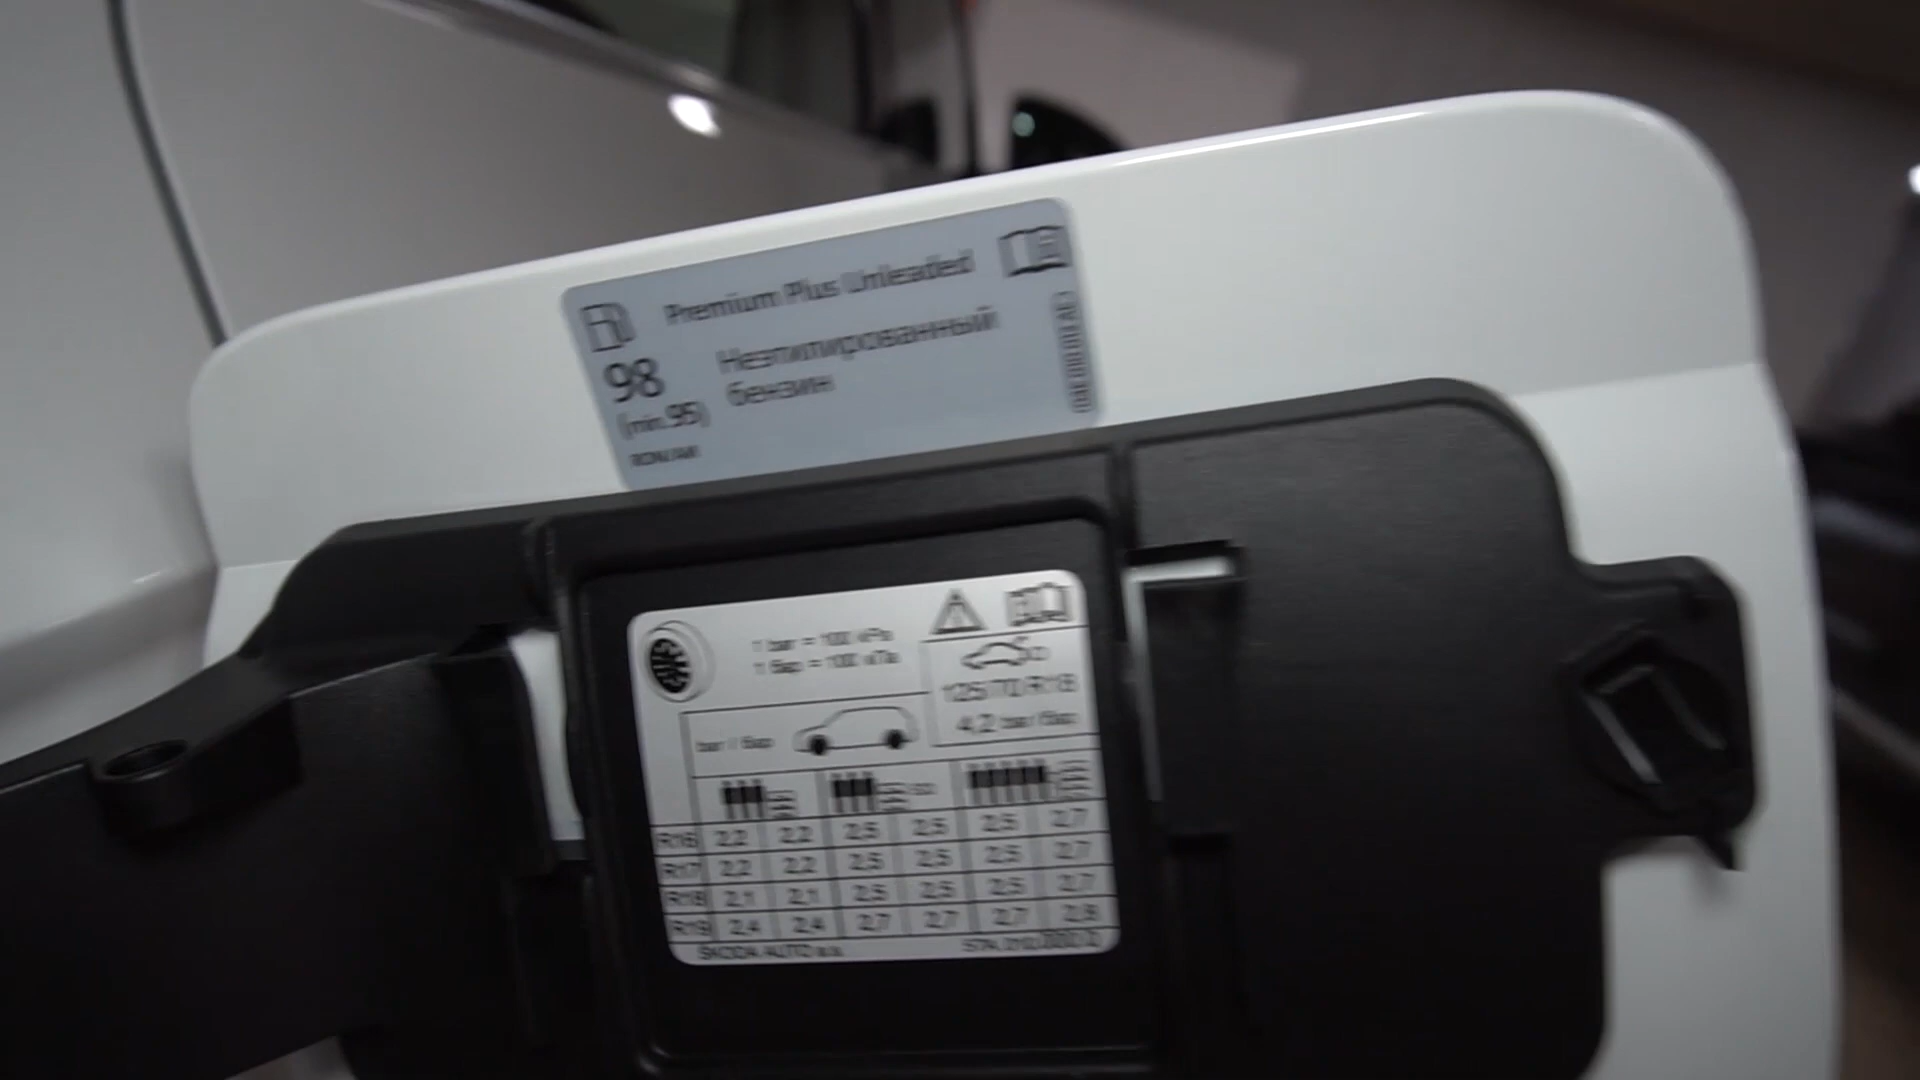 Premium Plus Unleaded
98
Неэтилированный
бензин
(min.95)
RON/ИМ
1 bar = 100 kPa
1 бар = 100 кПа
125/70 R18
4,2 bar/бар
bar / бар
R16 2,2 2,2 2,5 2,5 2,5 2,7
R17 2,2 2,2 2,5 2,5 2,5 2,7
R18 2,1 2,1 2,5 2,5 2,5 2,7
R19 2,4 2,4 2,7 2,7 2,7 2,8
ŠKODA AUTO a.s.